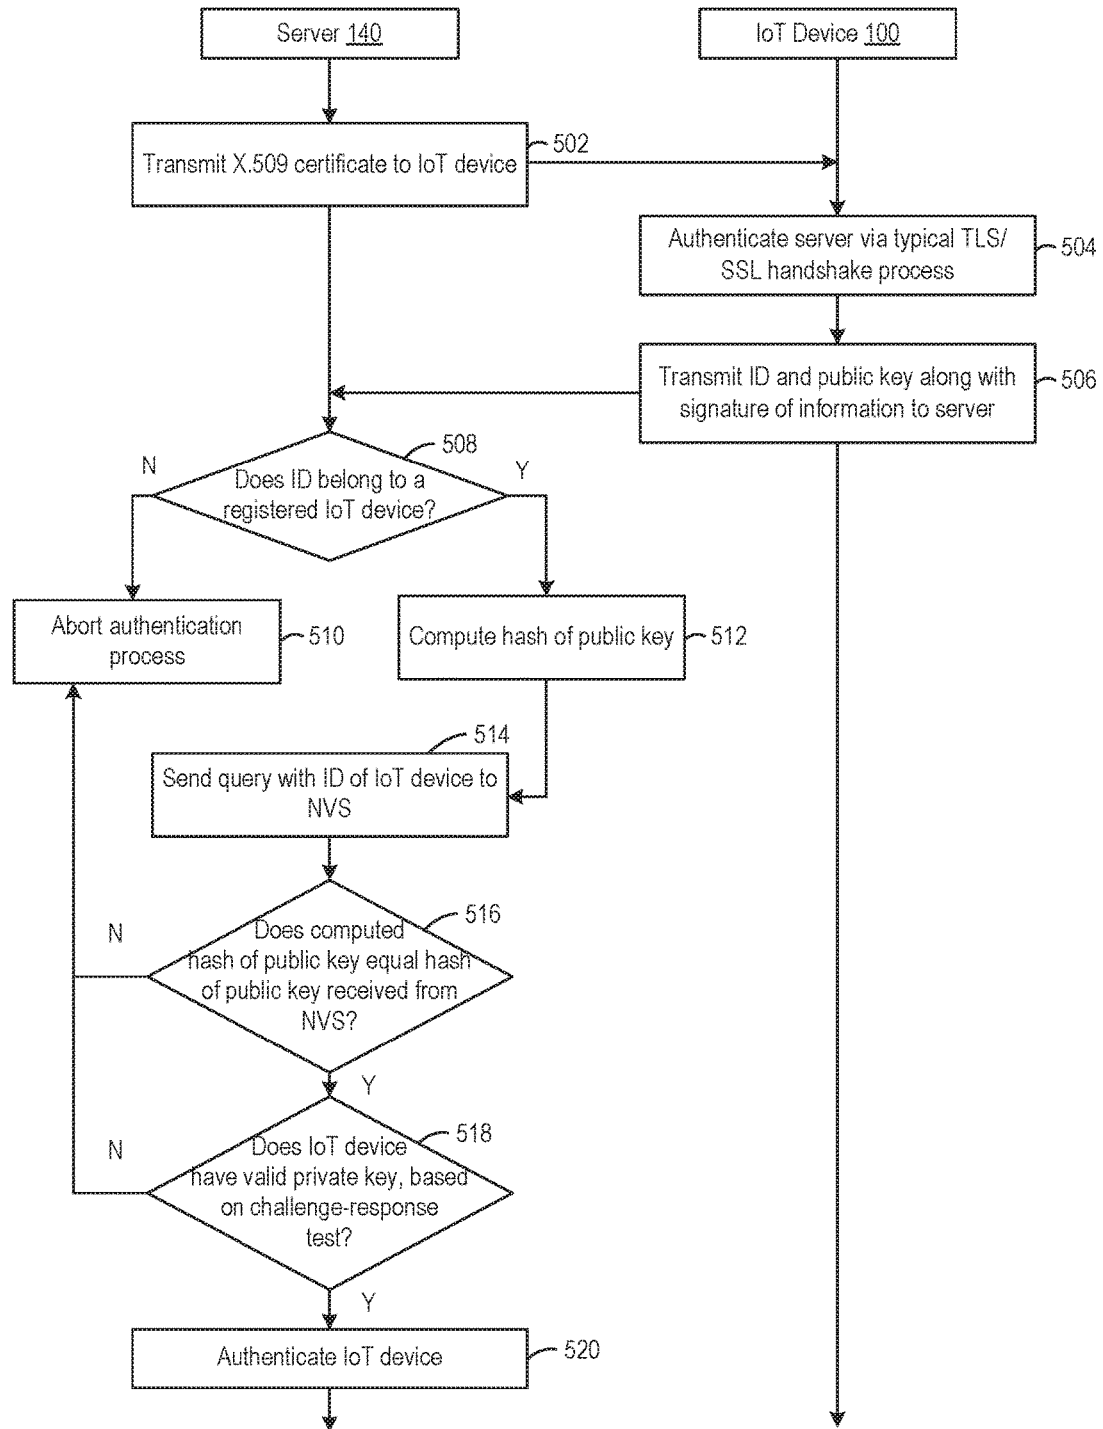 Server 140
IoT Device 100
502
Transmit X.509 certificate to IoT device
Authenticate server via typical TLS/
SSL handshake process
504
Transmit ID and public key along with
signature of information to server
506
508
N
Y
Does ID belong to a
registered IoT device?
Abort authentication
process
510
Compute hash of public key
512
514
Send query with ID of IoT device to
NVS
516
N
Does computed
hash of public key equal hash
of public key received from
NVS?
Y
518
N
Does IoT device
have valid private key, based
on challenge-response
test?
Y
Authenticate IoT device
520